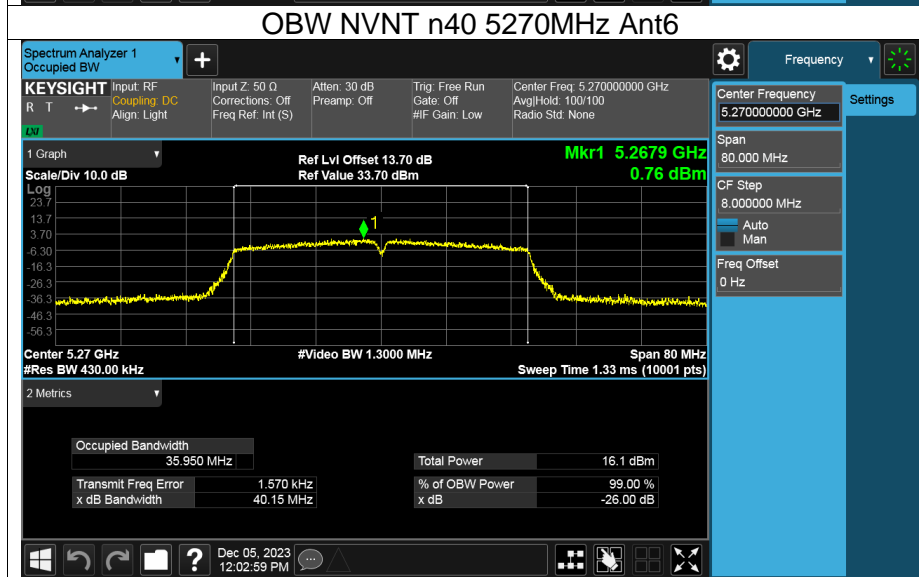 OBW NVNT n40 5270MHz Ant6
Spectrum Analyzer 1
Occupied BW
+
Frequency
KEYSIGHT
R T
LXI
Input: RF
Coupling: DC
Align: Light
Input Z: 50 Ω
Corrections: Off
Freq Ref: Int (S)
Atten: 30 dB
Preamp: Off
Trig: Free Run
Gate: Off
#IF Gain: Low
Center Freq: 5.270000000 GHz
Avg|Hold: 100/100
Radio Std: None
Center Frequency
5.270000000 GHz
Settings
Span
80.000 MHz
CF Step
8.000000 MHz
Auto
Man
Freq Offset
0 Hz
1 Graph
Scale/Div 10.0 dB
Ref Lvl Offset 13.70 dB
Ref Value 33.70 dBm
Mkr1 5.2679 GHz
0.76 dBm
Log
23.7
13.7
3.70
-6.30
-16.3
-26.3
-36.3
-46.3
-56.3
1
Center 5.27 GHz
#Res BW 430.00 kHz
#Video BW 1.3000 MHz
Span 80 MHz
Sweep Time 1.33 ms (10001 pts)
2 Metrics
Occupied Bandwidth
35.950 MHz
Total Power 16.1 dBm
Transmit Freq Error 1.570 kHz
% of OBW Power 99.00 %
x dB Bandwidth 40.15 MHz
x dB -26.00 dB
?
Dec 05, 2023
12:02:59 PM